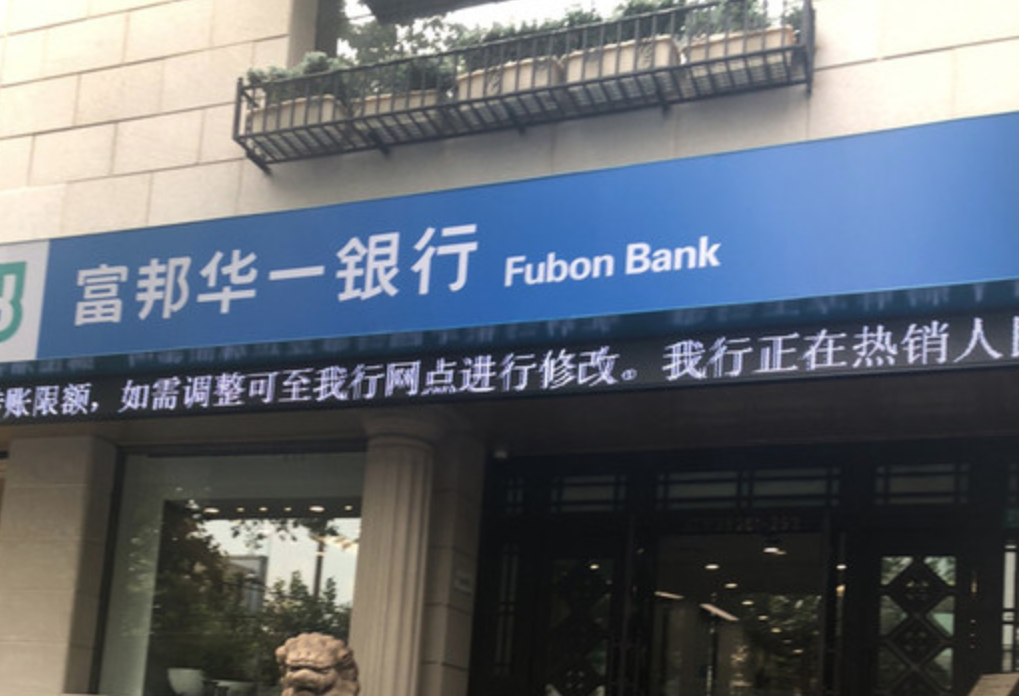 富邦华一銀行 Fubon Bank
账限额，如需调整可至我行网点进行修改。我行正在热销人